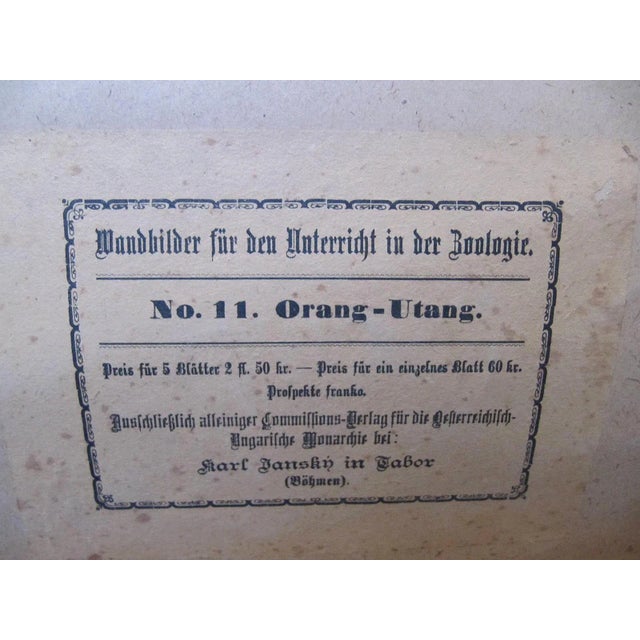 Wandbilder für den Unterricht in der Zoologie.
No. 11. Orang-Utang.
Preis für 5 Blätter 2 fl. 50 kr. — Preis für ein einzelnes Blatt 60 kr.
Prospekte franko.
Ausschließlich alleiniger Commissions-Verlag für die Oesterreichisch-
Ungarische Monarchie bei:
Karl Janský in Tabor
(Böhmen).